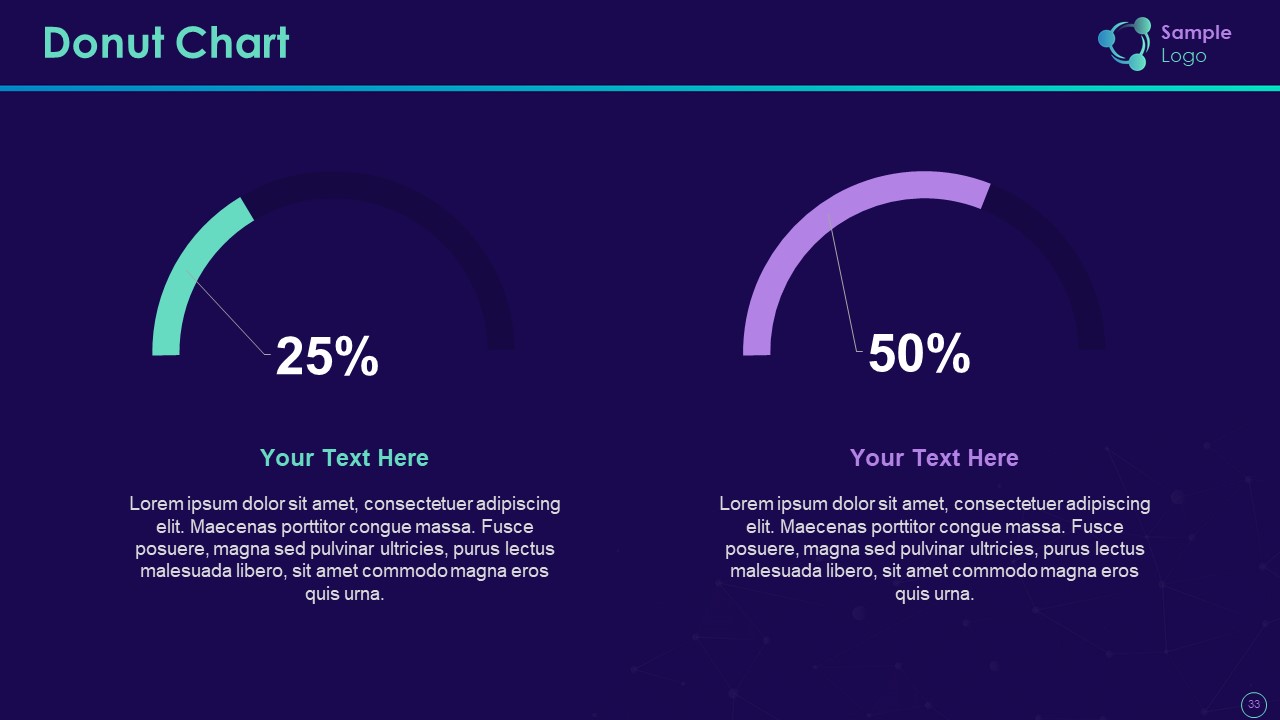 Donut Chart
Sample
Logo
25%
50%
Your Text Here
Lorem ipsum dolor sit amet, consectetuer adipiscing
elit. Maecenas porttitor congue massa. Fusce
posuere, magna sed pulvinar ultricies, purus lectus
malesuada libero, sit amet commodo magna eros
quis urna.
Your Text Here
Lorem ipsum dolor sit amet, consectetuer adipiscing
elit. Maecenas porttitor congue massa. Fusce
posuere, magna sed pulvinar ultricies, purus lectus
malesuada libero, sit amet commodo magna eros
quis urna.
33